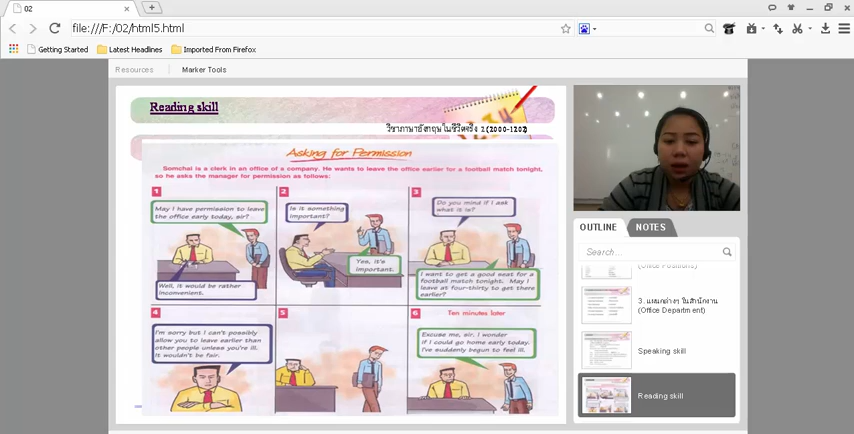 02
file:///F:/02/html5.html
Getting Started
Latest Headlines
Imported From Firefox
Resources
Marker Tools
Reading skill
วิชาภาษาอังกฤษในชีวิตจริง 2 (2000-1202)
Asking for Permission
Somchai is a clerk in an office of a company. He wants to leave the office earlier for a football match tonight,
so he asks the manager for permission as follows:
1
May I have permission to leave
the office early today, sir?
Well, it would be rather
inconvenient.
2
Is it something
important?
Yes, it's
important.
3
Do you mind if I ask
what it is?
I want to get a good seat for a
football match tonight. May I
leave at four-thirty to get there
earlier?
4
I'm sorry but I can't possibly
allow you to leave earlier than
other people unless you're ill.
It wouldn't be fair.
5
6
Ten minutes later
Excuse me, sir. I wonder
if I could go home early today.
I've suddenly begun to feel ill.
OUTLINE
NOTES
Search...
(Office Positions)
3. แผนกต่างๆ ในสำนักงาน
(Office Department)
Speaking skill
Reading skill